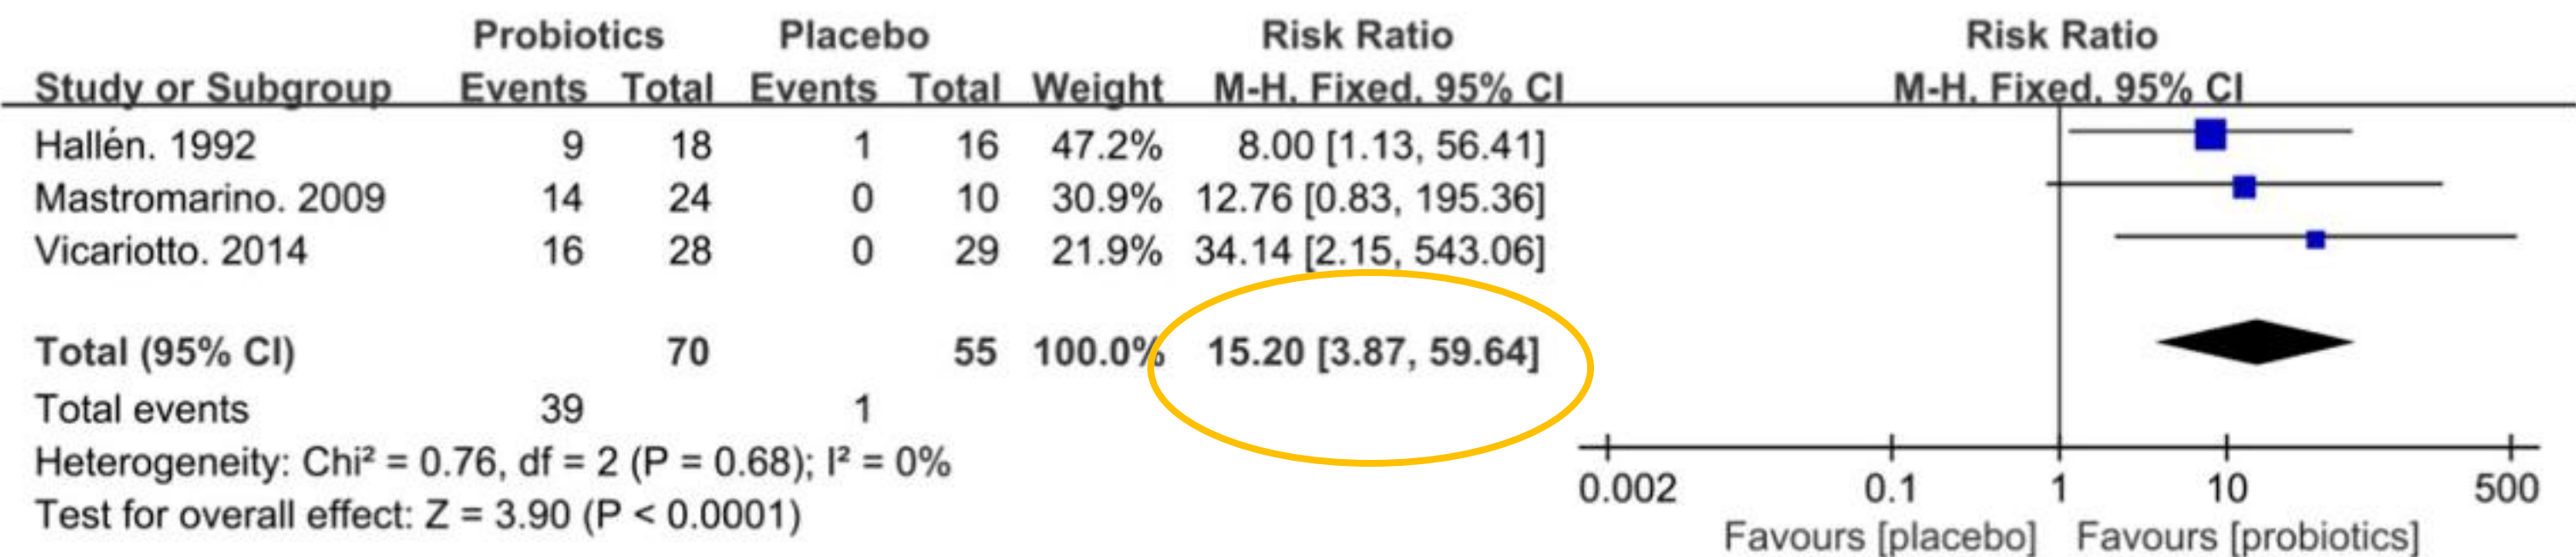 Probiotics Placebo Risk Ratio Risk Ratio
Study or Subgroup Events Total Events Total Weight M-H. Fixed. 95% CI M-H. Fixed. 95% CI
Hallén. 1992 9 18 1 16 47.2% 8.00 [1.13, 56.41]
Mastromarino. 2009 14 24 0 10 30.9% 12.76 [0.83, 195.36]
Vicariotto. 2014 16 28 0 29 21.9% 34.14 [2.15, 543.06]
Total (95% CI) 70 55 100.0% 15.20 [3.87, 59.64]
Total events 39 1
Heterogeneity: Chi² = 0.76, df = 2 (P = 0.68); I² = 0%
Test for overall effect: Z = 3.90 (P < 0.0001)
0.002 0.1 1 10 500
Favours [placebo] Favours [probiotics]